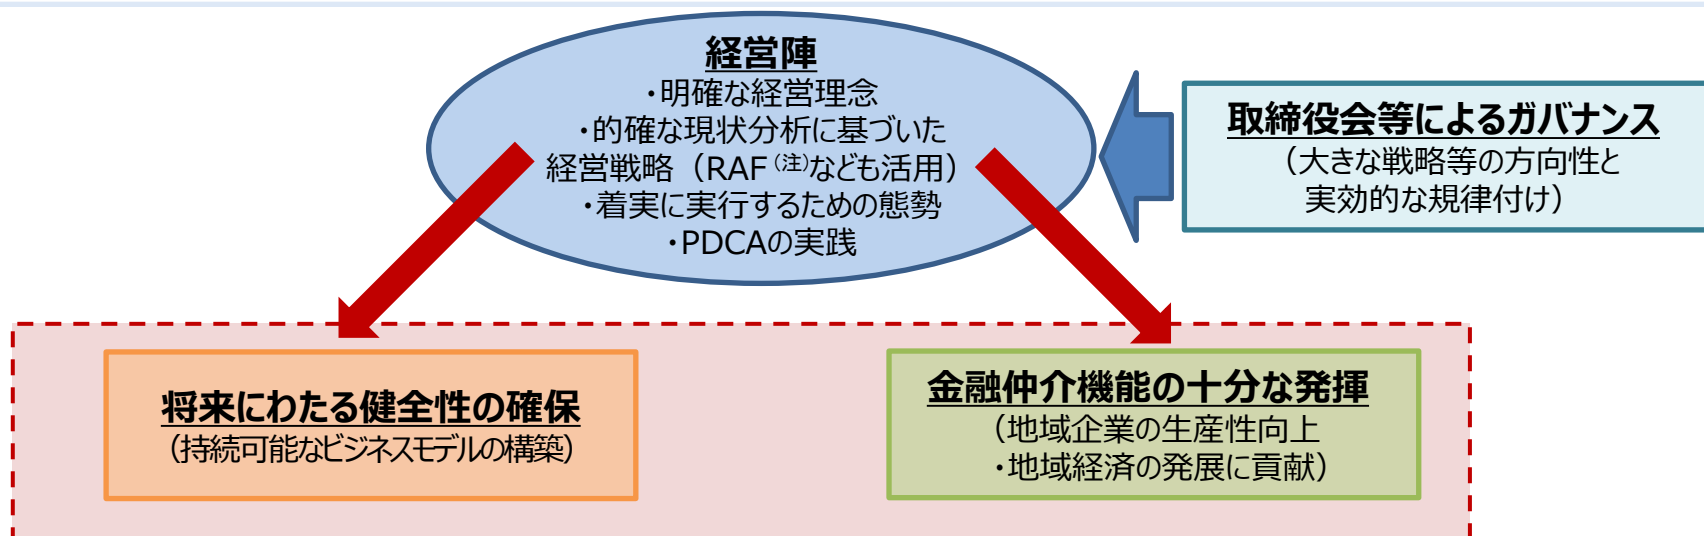 経営陣
・明確な経営理念
・的確な現状分析に基づいた
経営戦略（RAF（注）なども活用）
・着実に実行するための態勢
・PDCAの実践
取締役会等によるガバナンス
（大きな戦略等の方向性と
実効的な規律付け）
将来にわたる健全性の確保
（持続可能なビジネスモデルの構築）
金融仲介機能の十分な発揮
（地域企業の生産性向上
・地域経済の発展に貢献）